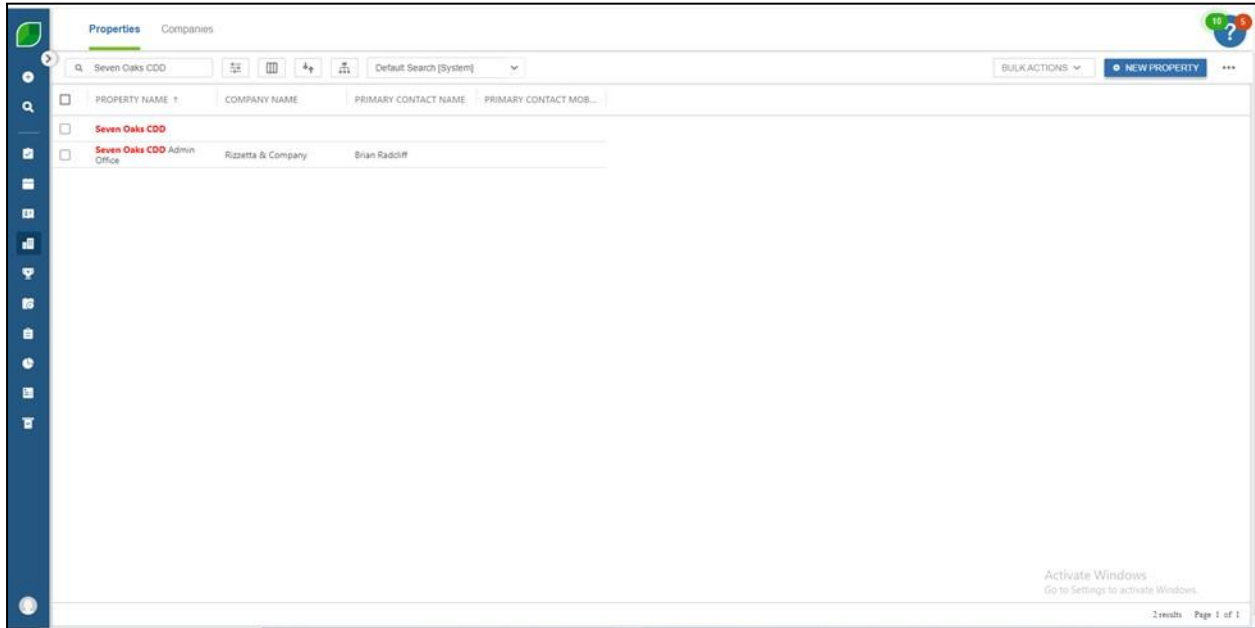 Properties Companies
10 5
?
Seven Oaks CDD Default Search [System] BULK ACTIONS NEW PROPERTY
PROPERTY NAME ↑ COMPANY NAME PRIMARY CONTACT NAME PRIMARY CONTACT MOB...
Seven Oaks CDD
Seven Oaks CDD Admin Rizzetta & Company Brian Radcliff
Office
Activate Windows
Go to Settings to activate Windows.
2 results Page 1 of 1